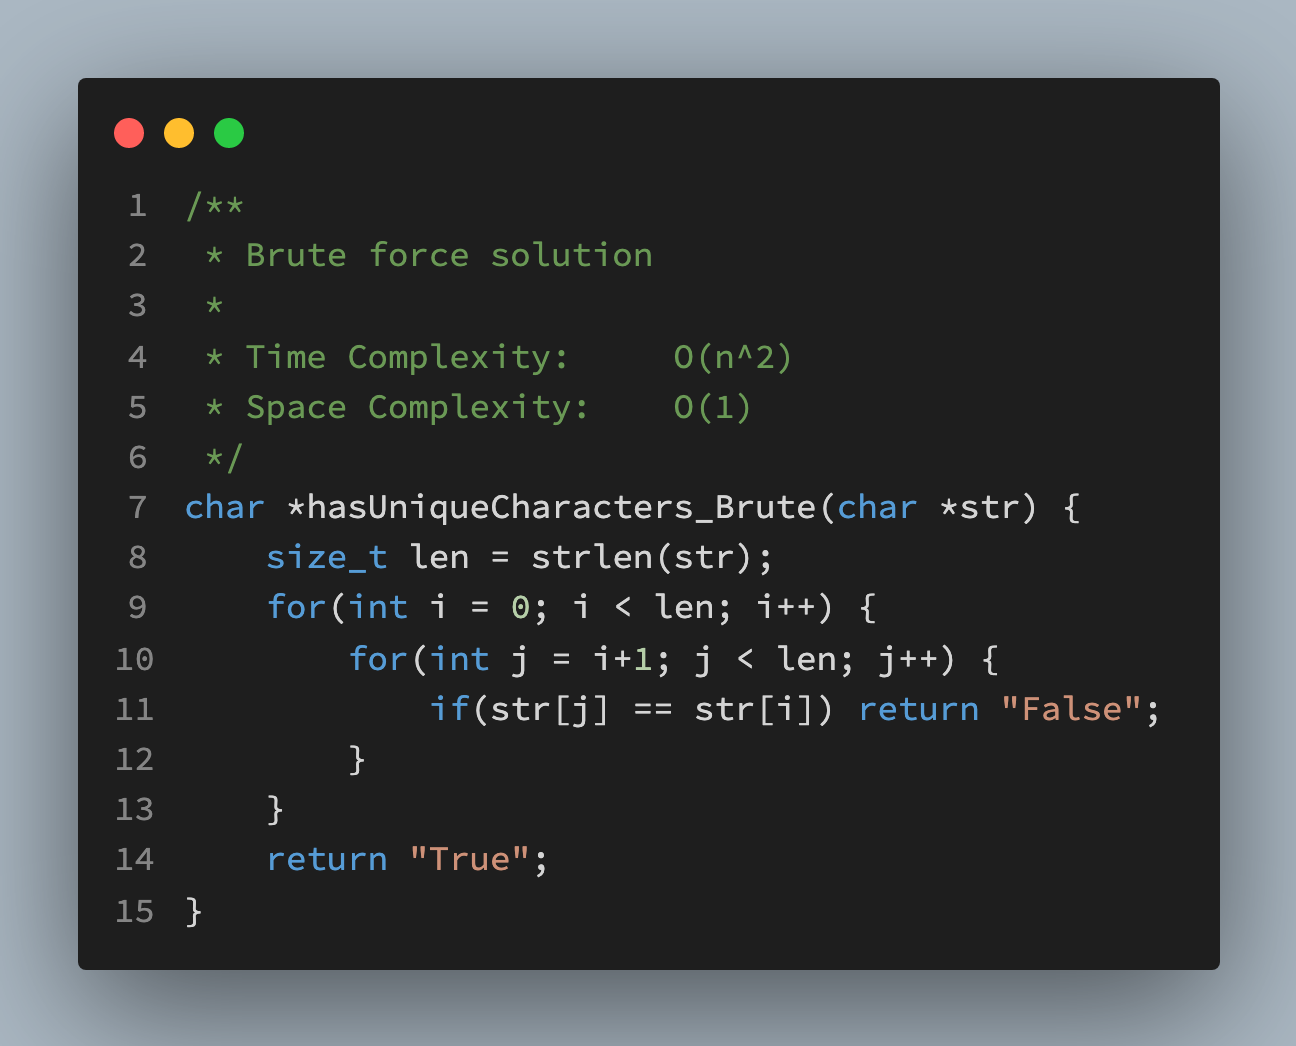 1 /**
2  * Brute force solution
3  *
4  * Time Complexity:     O(n^2)
5  * Space Complexity:    O(1)
6  */
7 char *hasUniqueCharacters_Brute(char *str) {
8     size_t len = strlen(str);
9     for(int i = 0; i < len; i++) {
10         for(int j = i+1; j < len; j++) {
11             if(str[j] == str[i]) return "False";
12         }
13     }
14     return "True";
15 }